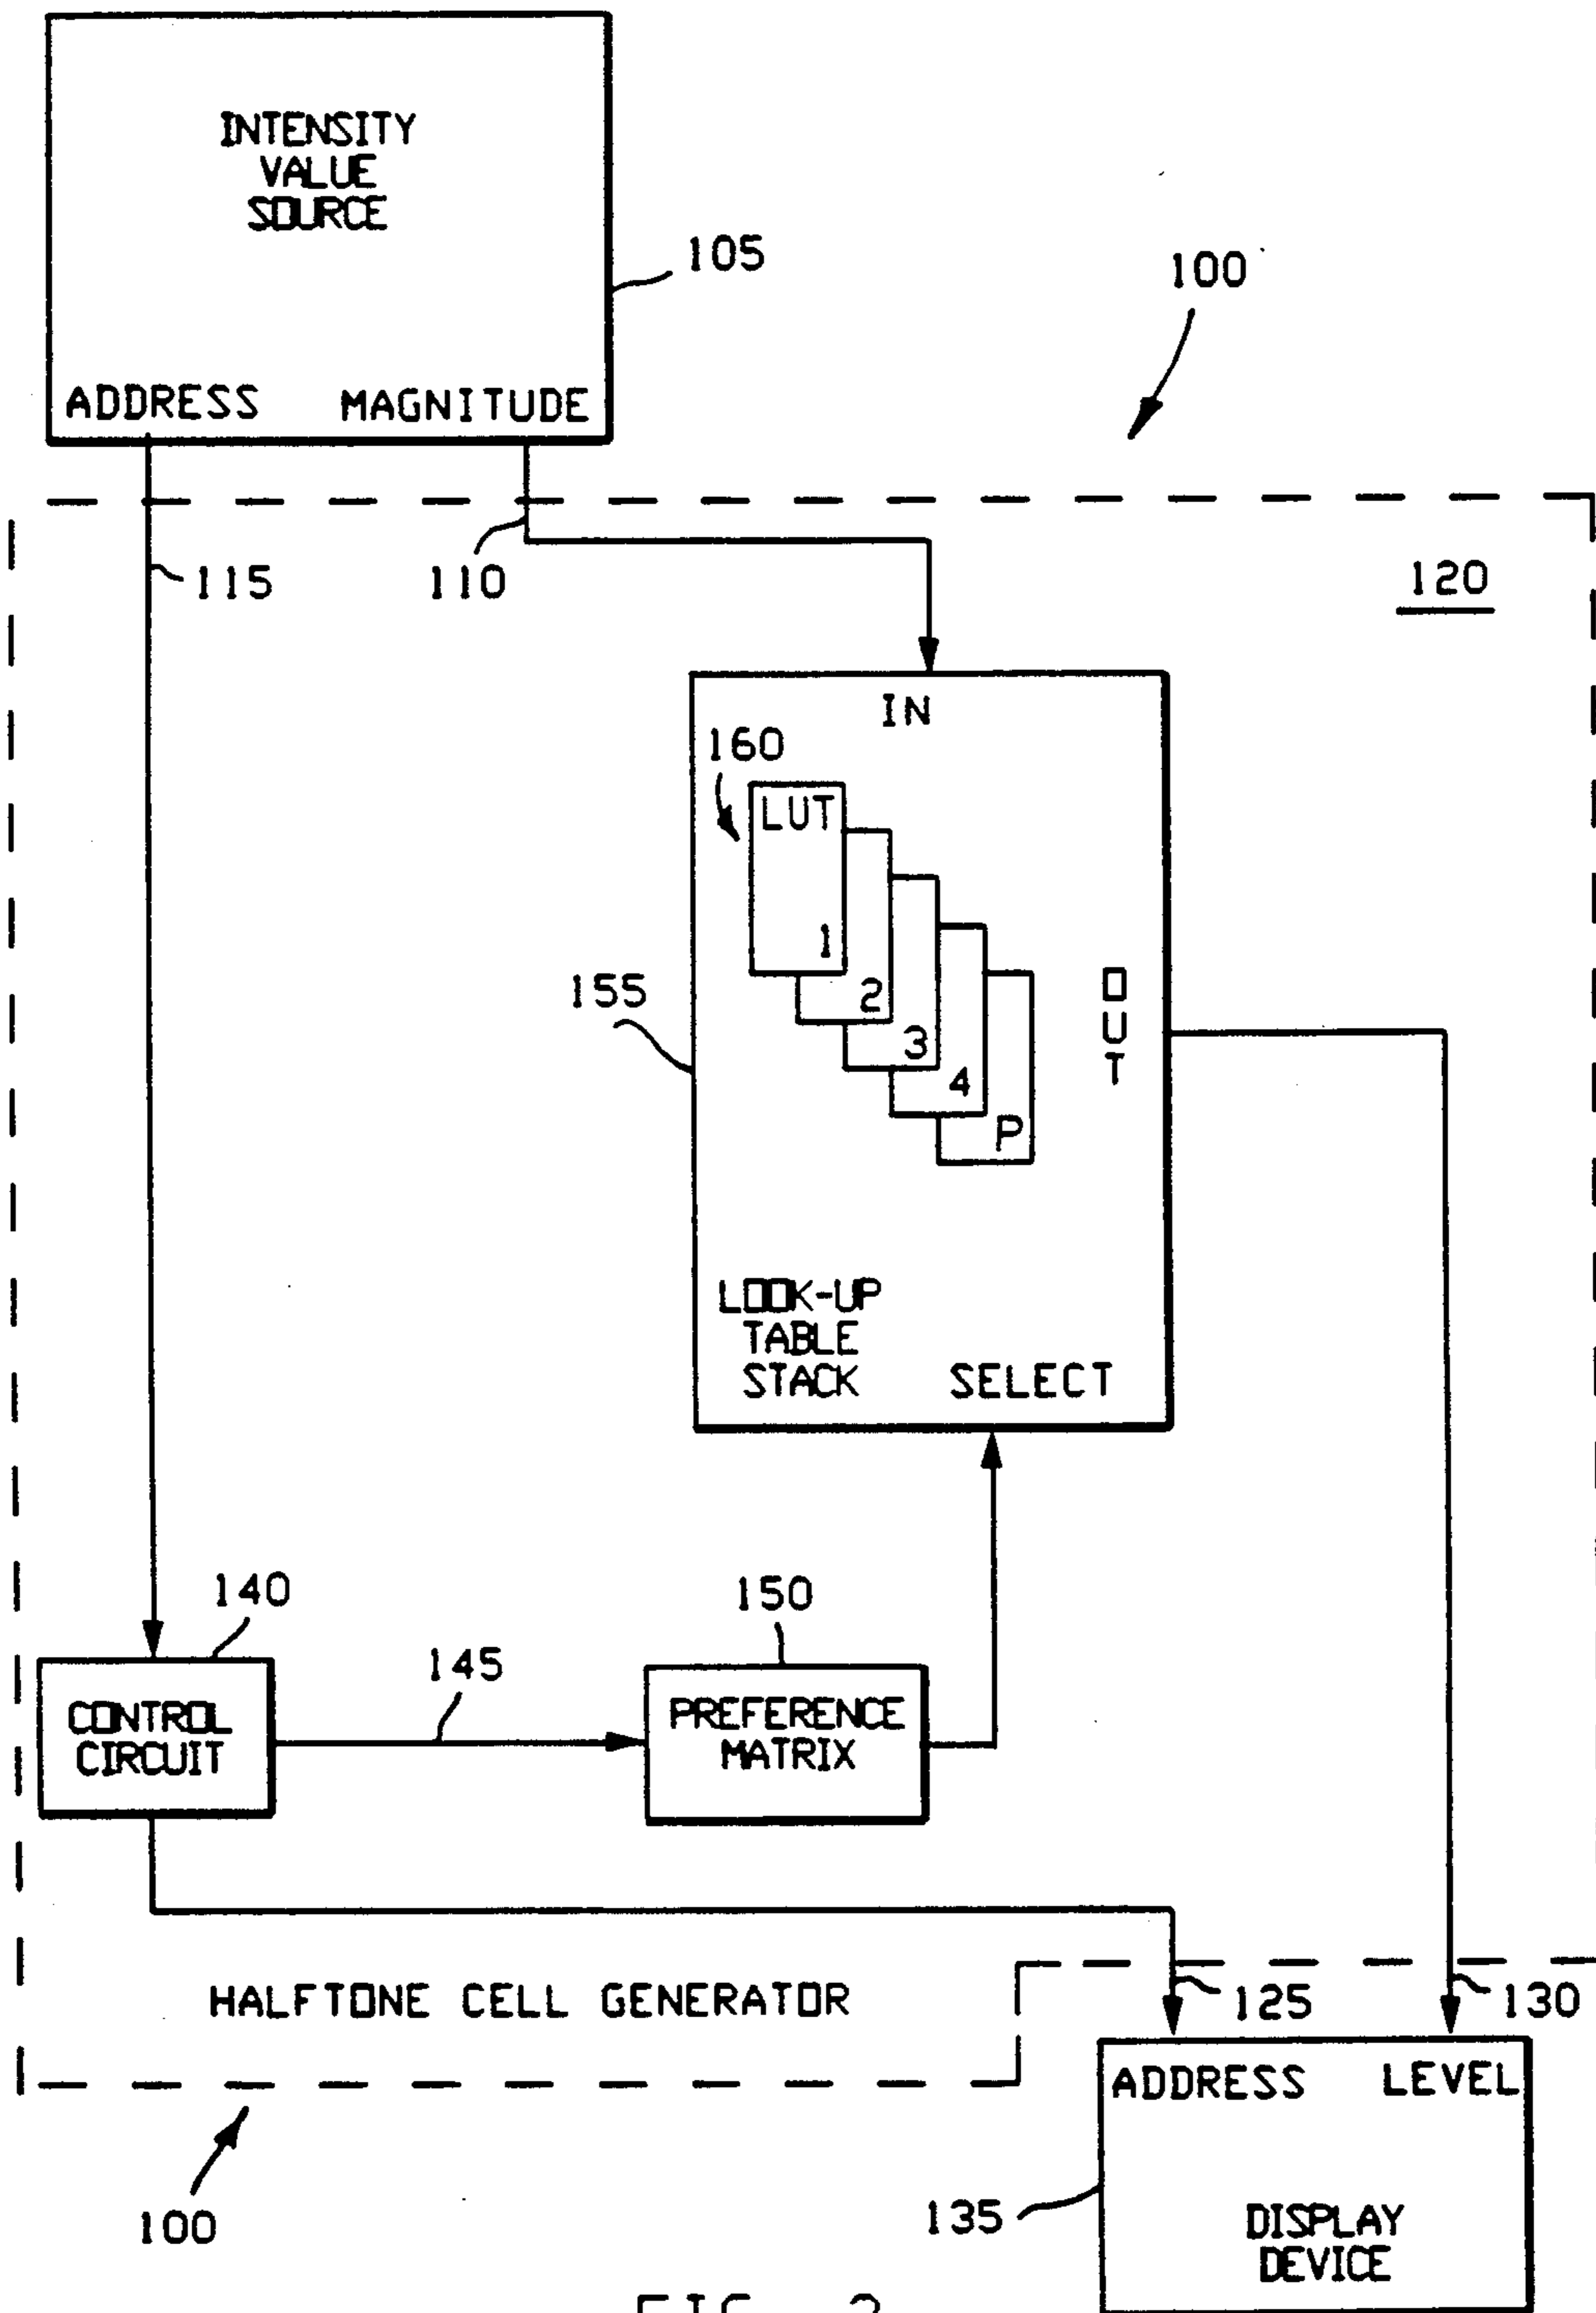 INTENSITY
VALUE
SOURCE
105
100
ADDRESS MAGNITUDE
115
110
120
IN
160
LUT
1
2
3
4
P
155
OUT
LOOK-UP
TABLE
STACK
SELECT
140
145
150
CONTROL
CIRCUIT
PREFERENCE
MATRIX
HALFTONE CELL GENERATOR
125
130
ADDRESS LEVEL
100
135
DISPLAY
DEVICE